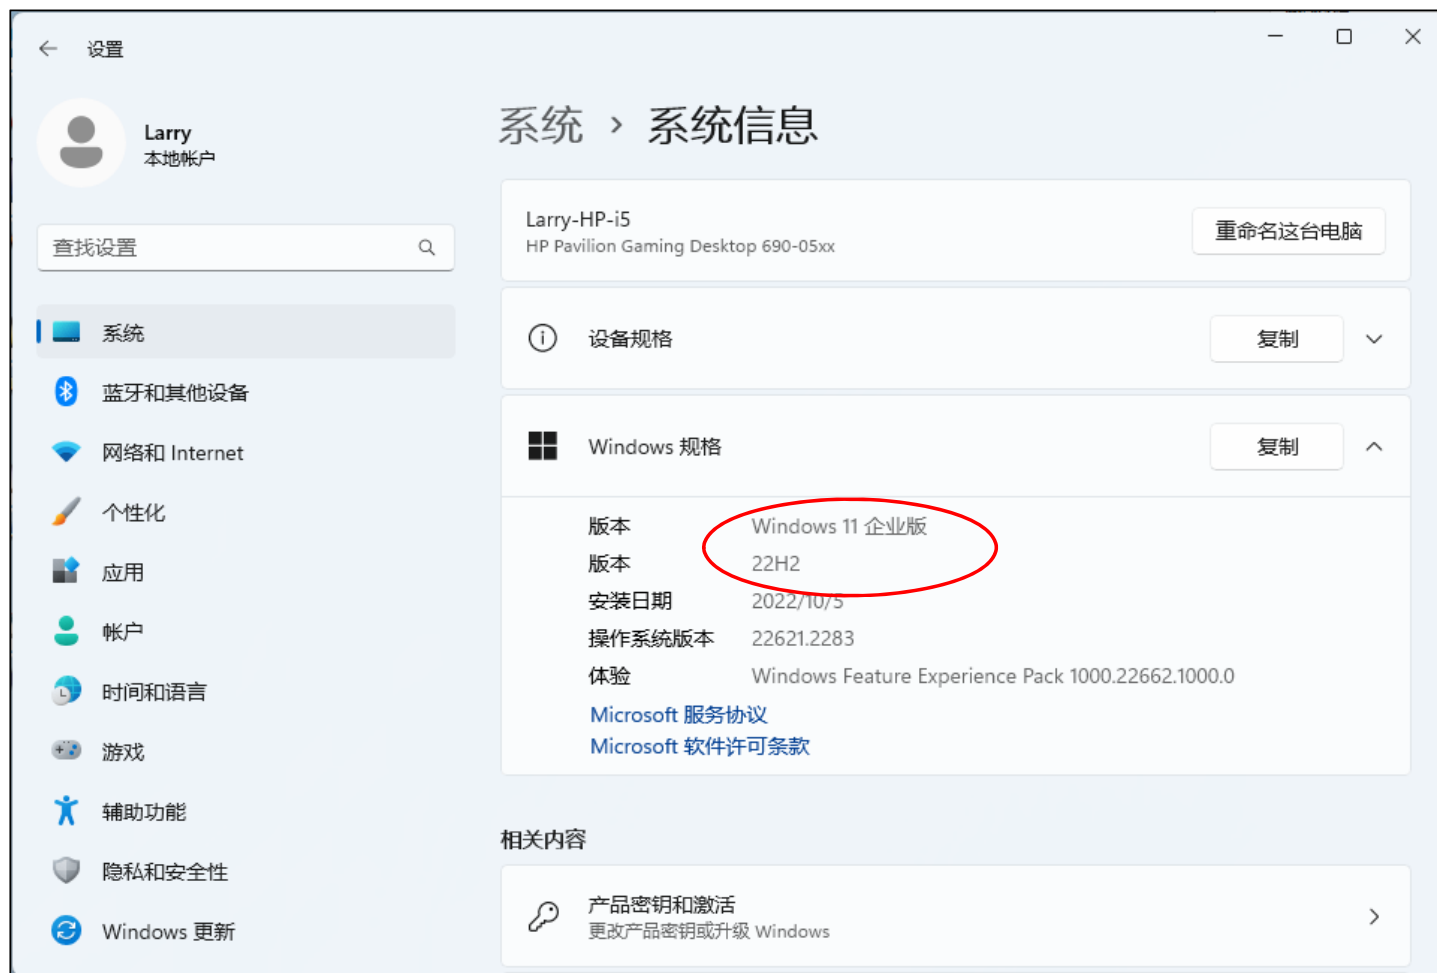 设置
Larry
本地帐户
查找设置
系统
蓝牙和其他设备
网络和 Internet
个性化
应用
帐户
时间和语言
游戏
辅助功能
隐私和安全性
Windows 更新
系统 › 系统信息
Larry-HP-i5
HP Pavilion Gaming Desktop 690-05xx
重命名这台电脑
设备规格
复制
Windows 规格
复制
版本 Windows 11 企业版
版本 22H2
安装日期 2022/10/5
操作系统版本 22621.2283
体验 Windows Feature Experience Pack 1000.22662.1000.0
Microsoft 服务协议
Microsoft 软件许可条款
相关内容
产品密钥和激活
更改产品密钥或升级 Windows